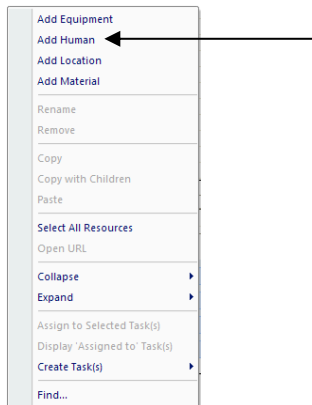 Add Equipment
Add Human
Add Location
Add Material
Rename
Remove
Copy
Copy with Children
Paste
Select All Resources
Open URL
Collapse
Expand
Assign to Selected Task(s)
Display 'Assigned to' Task(s)
Create Task(s)
Find...